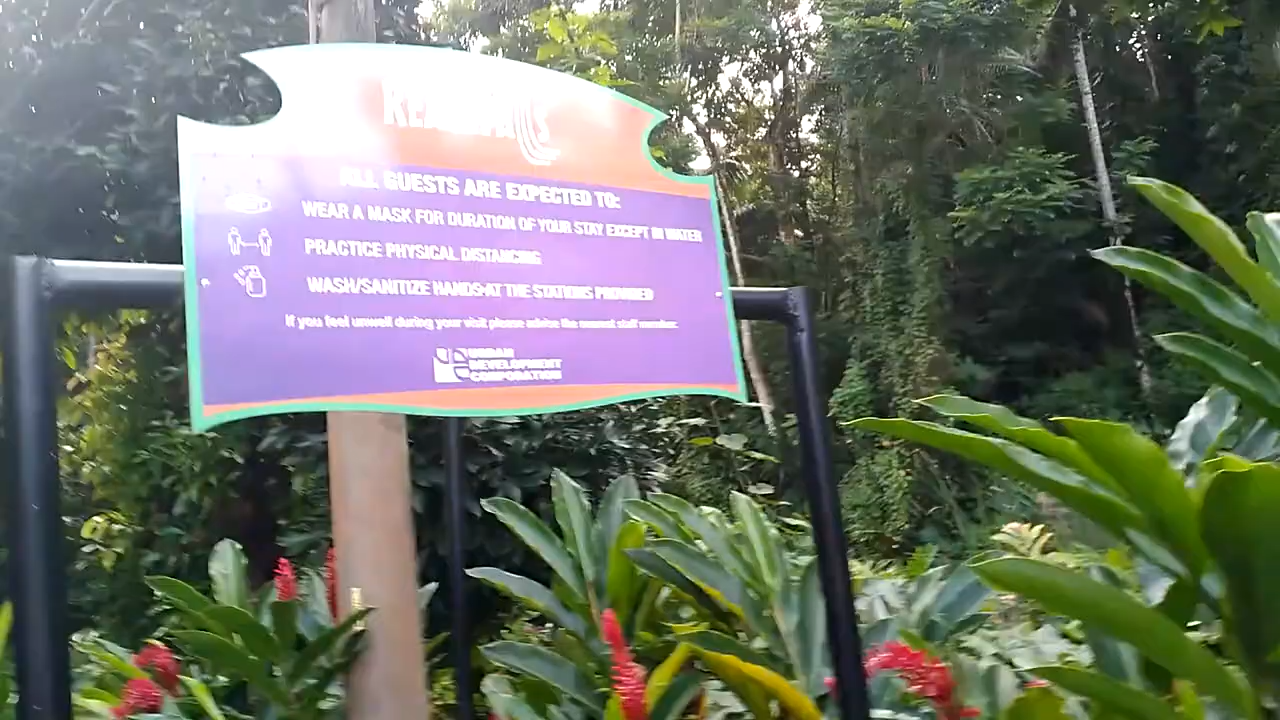 ALL GUESTS ARE EXPECTED TO:
WEAR A MASK FOR DURATION OF YOUR STAY EXCEPT IN WATER
PRACTICE PHYSICAL DISTANCING
WASH/SANITIZE HANDS AT THE STATIONS PROVIDED
If you feel unwell during your visit please advise the nearest staff member.
URBAN
DEVELOPMENT
CORPORATION